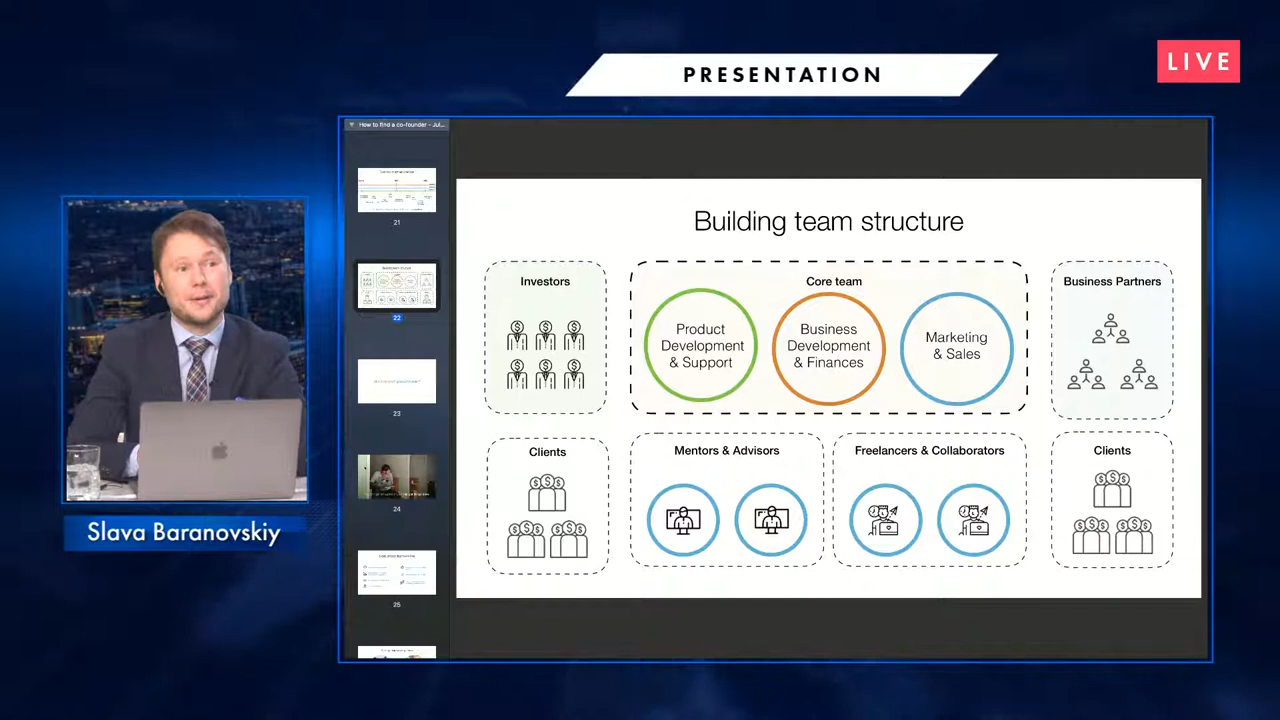 PRESENTATION
LIVE
How to find a co-founder - Jul...
21
22
23
24
25
Building team structure
Investors
Core team
Business Partners
Product
Development
& Support
Business
Development
& Finances
Marketing
& Sales
Clients
Mentors & Advisors
Freelancers & Collaborators
Clients
Slava Baranovskiy